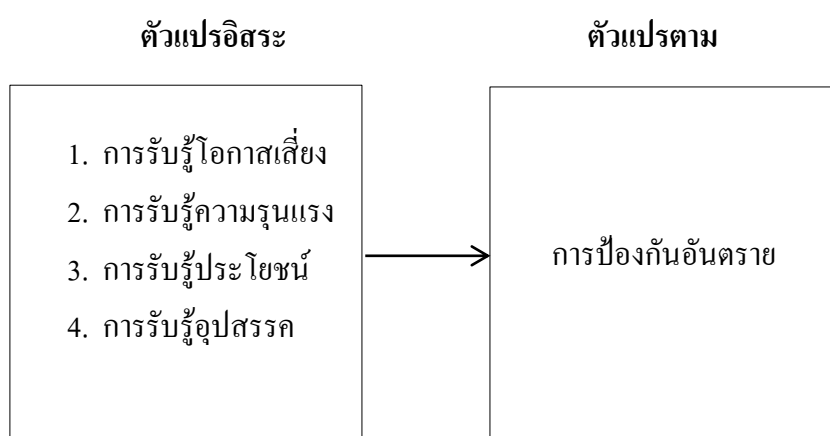 ตัวแปรอิสระ
ตัวแปรตาม
1. การรับรู้โอกาสเสี่ยง
2. การรับรู้ความรุนแรง
3. การรับรู้ประโยชน์
4. การรับรู้อุปสรรค
การป้องกันอันตราย